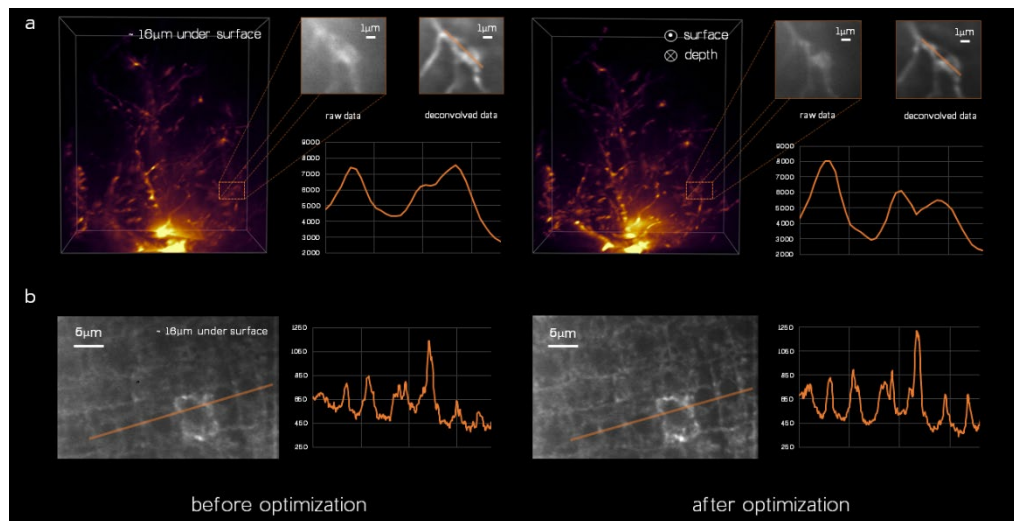 a
~ 16μm under surface
1μm
1μm
raw data
deconvolved data
9000
8000
7000
6000
5000
4000
3000
2000
surface
depth
1μm
1μm
raw data
deconvolved data
9000
8000
7000
6000
5000
4000
3000
2000
b
5μm
~ 16μm under surface
1250
1050
850
650
450
250
5μm
1250
1050
850
650
450
250
before optimization
after optimization